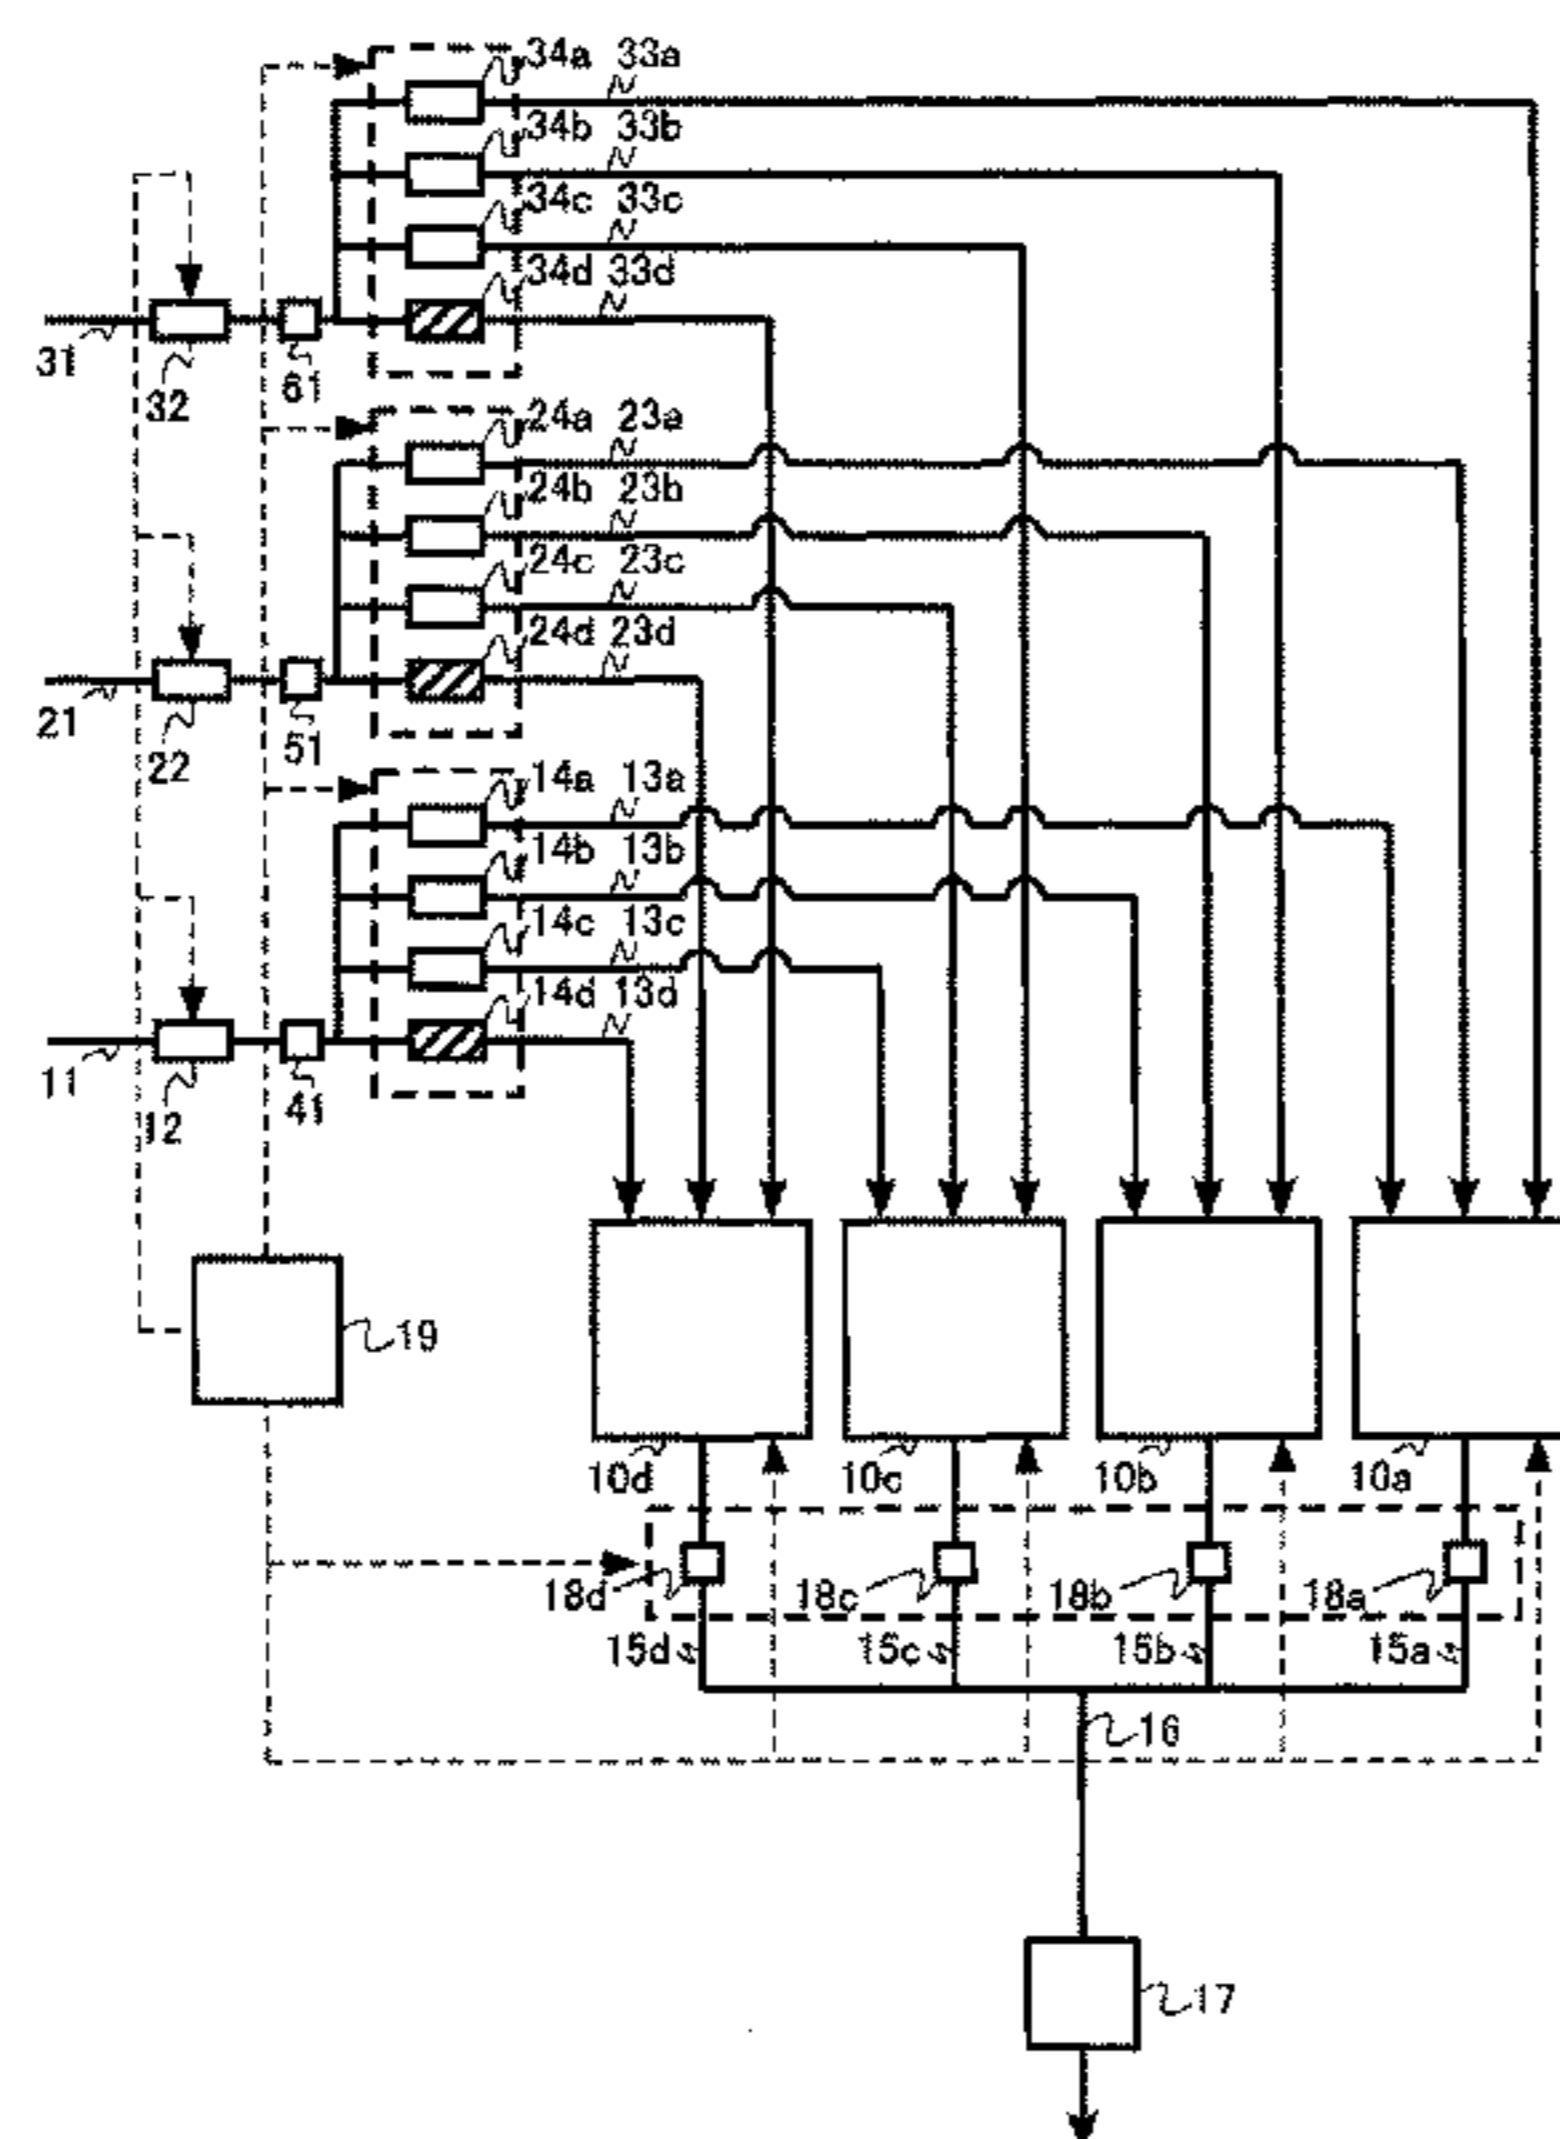 34a 33a
34b 33b
34c 33c
34d 33d
31
32
61
24a 23a
24b 23b
24c 23c
24d 23d
21
22
51
14a 13a
14b 13b
14c 13c
14d 13d
11
12
41
19
10d 10c 10b 10a
18d 18c 18b 18a
15d 15c 15b 15a
16
17